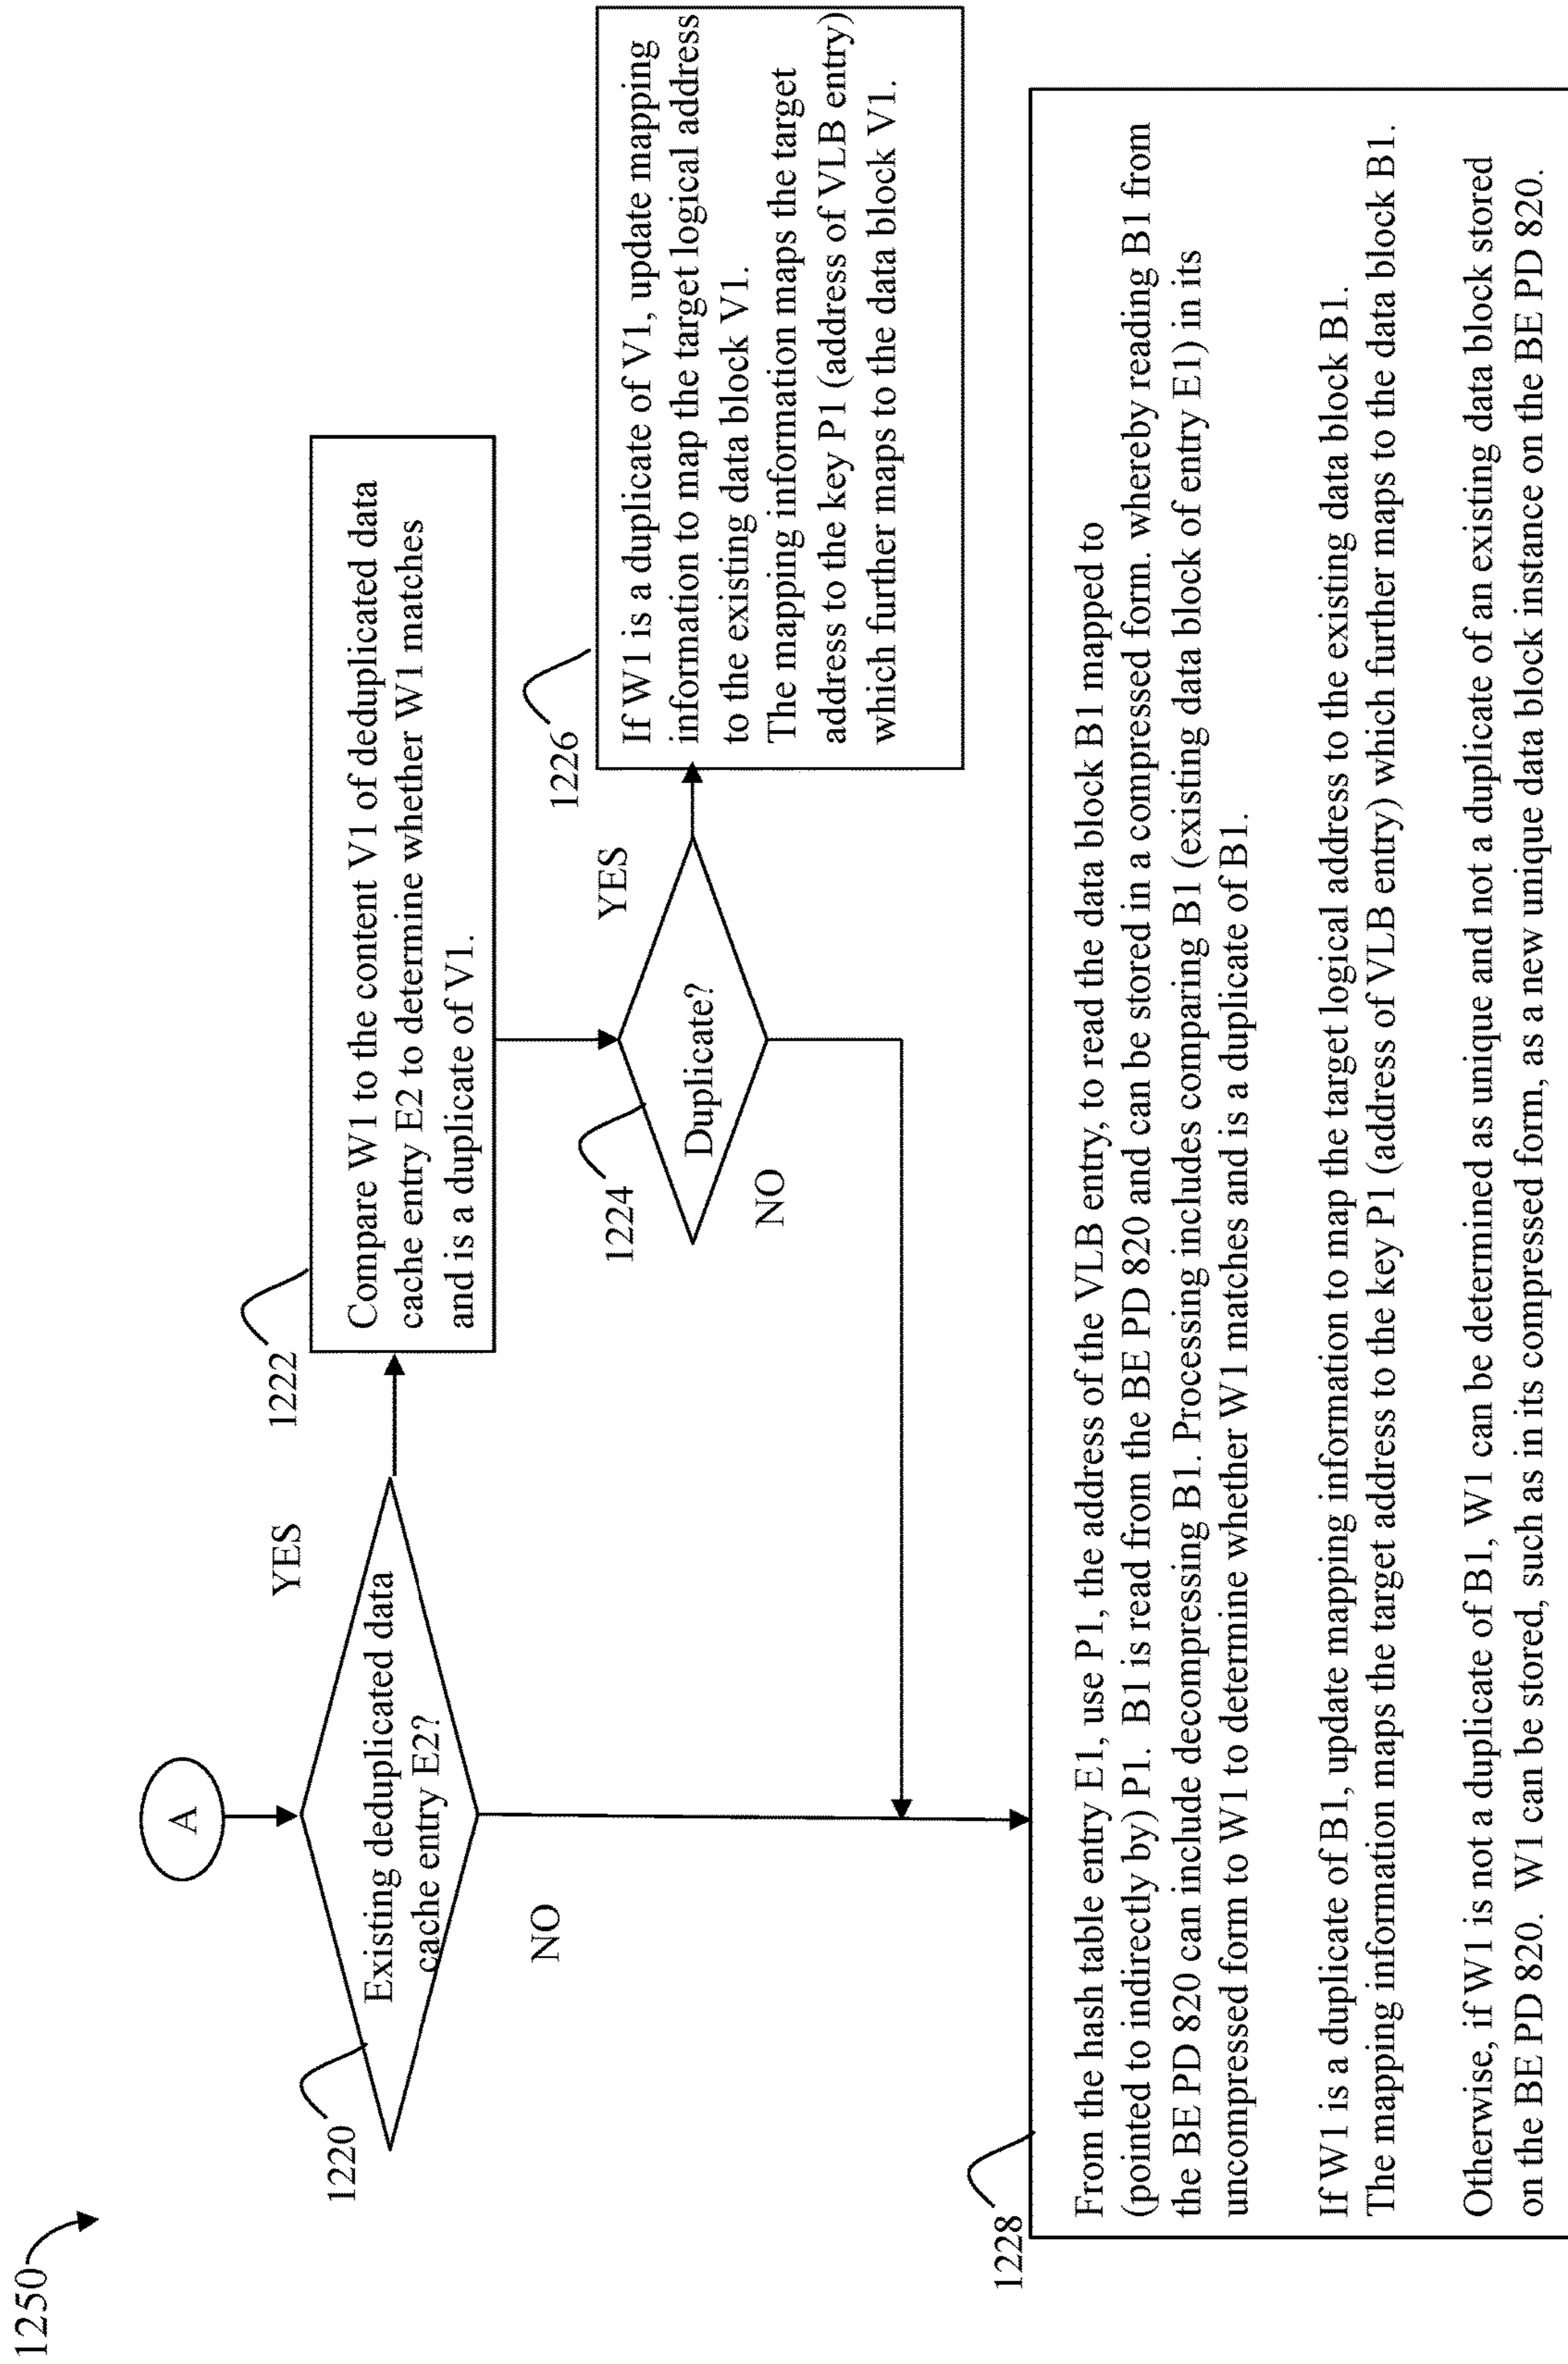 1250
A
1220
Existing deduplicated data
cache entry E2?
YES
NO
1222
Compare W1 to the content V1 of deduplicated data
cache entry E2 to determine whether W1 matches
and is a duplicate of V1.
1224
Duplicate?
YES
NO
1226
If W1 is a duplicate of V1, update mapping
information to map the target logical address
to the existing data block V1.
The mapping information maps the target
address to the key P1 (address of VLB entry)
which further maps to the data block V1.
1228
From the hash table entry E1, use P1, the address of the VLB entry, to read the data block B1 mapped to
(pointed to indirectly by) P1. B1 is read from the BE PD 820 and can be stored in a compressed form. whereby reading B1 from
the BE PD 820 can include decompressing B1. Processing includes comparing B1 (existing data block of entry E1) in its
uncompressed form to W1 to determine whether W1 matches and is a duplicate of B1.
If W1 is a duplicate of B1, update mapping information to map the target logical address to the existing data block B1.
The mapping information maps the target address to the key P1 (address of VLB entry) which further maps to the data block B1.
Otherwise, if W1 is not a duplicate of B1, W1 can be determined as unique and not a duplicate of an existing data block stored
on the BE PD 820. W1 can be stored, such as in its compressed form, as a new unique data block instance on the BE PD 820.